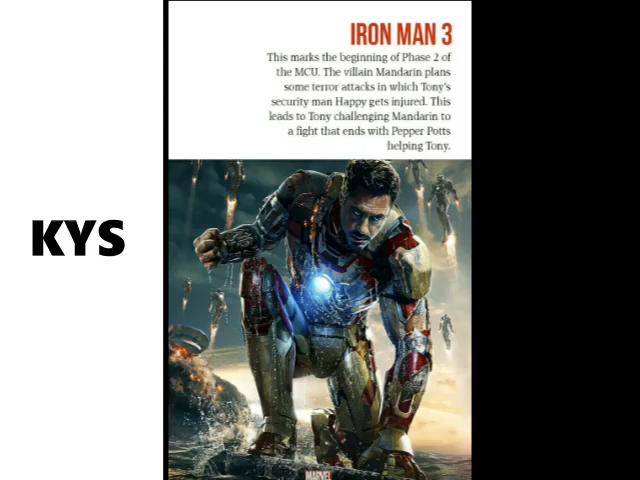 IRON MAN 3
This marks the beginning of Phase 2 of
the MCU. The villain Mandarin plans
some terror attacks in which Tony's
security man Happy gets injured. This
leads to Tony challenging Mandarin to
a fight that ends with Pepper Potts
helping Tony.
KYS
MARVEL